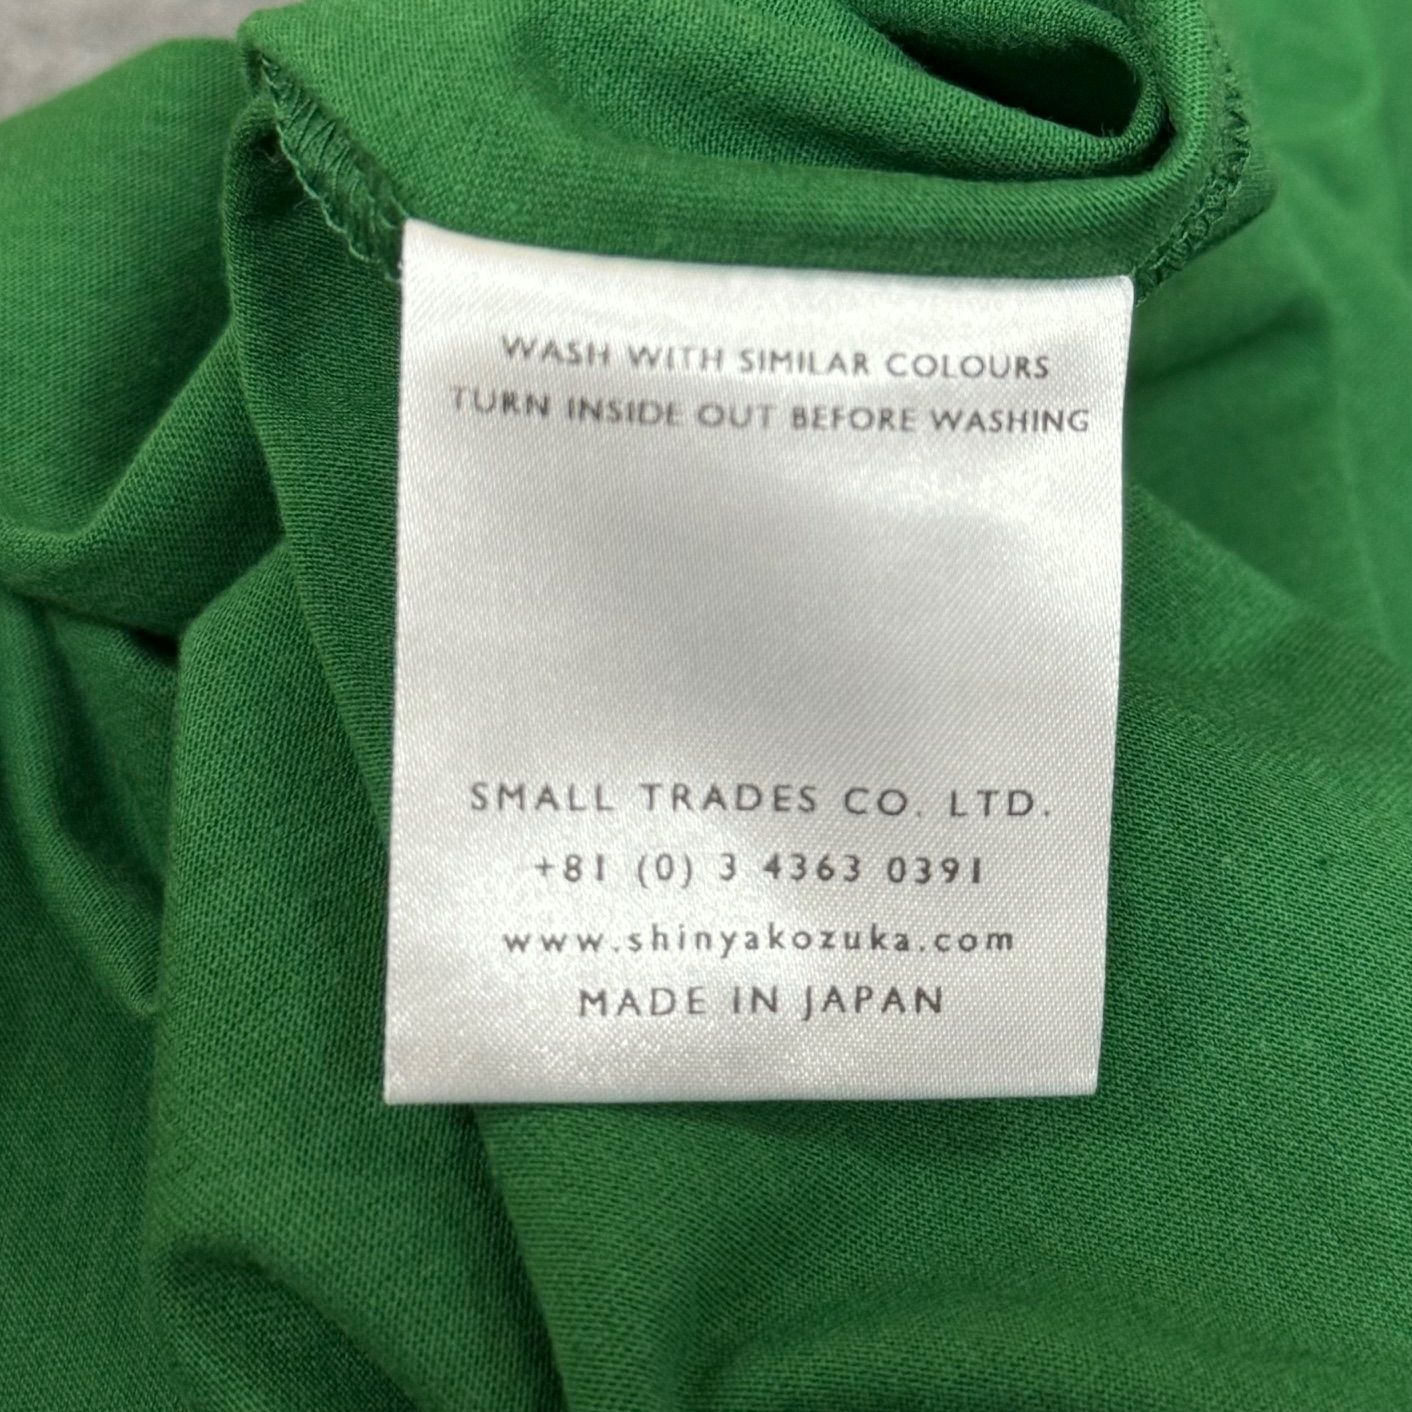 WASH WITH SIMILAR COLOURS
TURN INSIDE OUT BEFORE WASHING
SMALL TRADES CO. LTD.
+81 (0) 3 4363 0391
www.shinyakozuka.com
MADE IN JAPAN